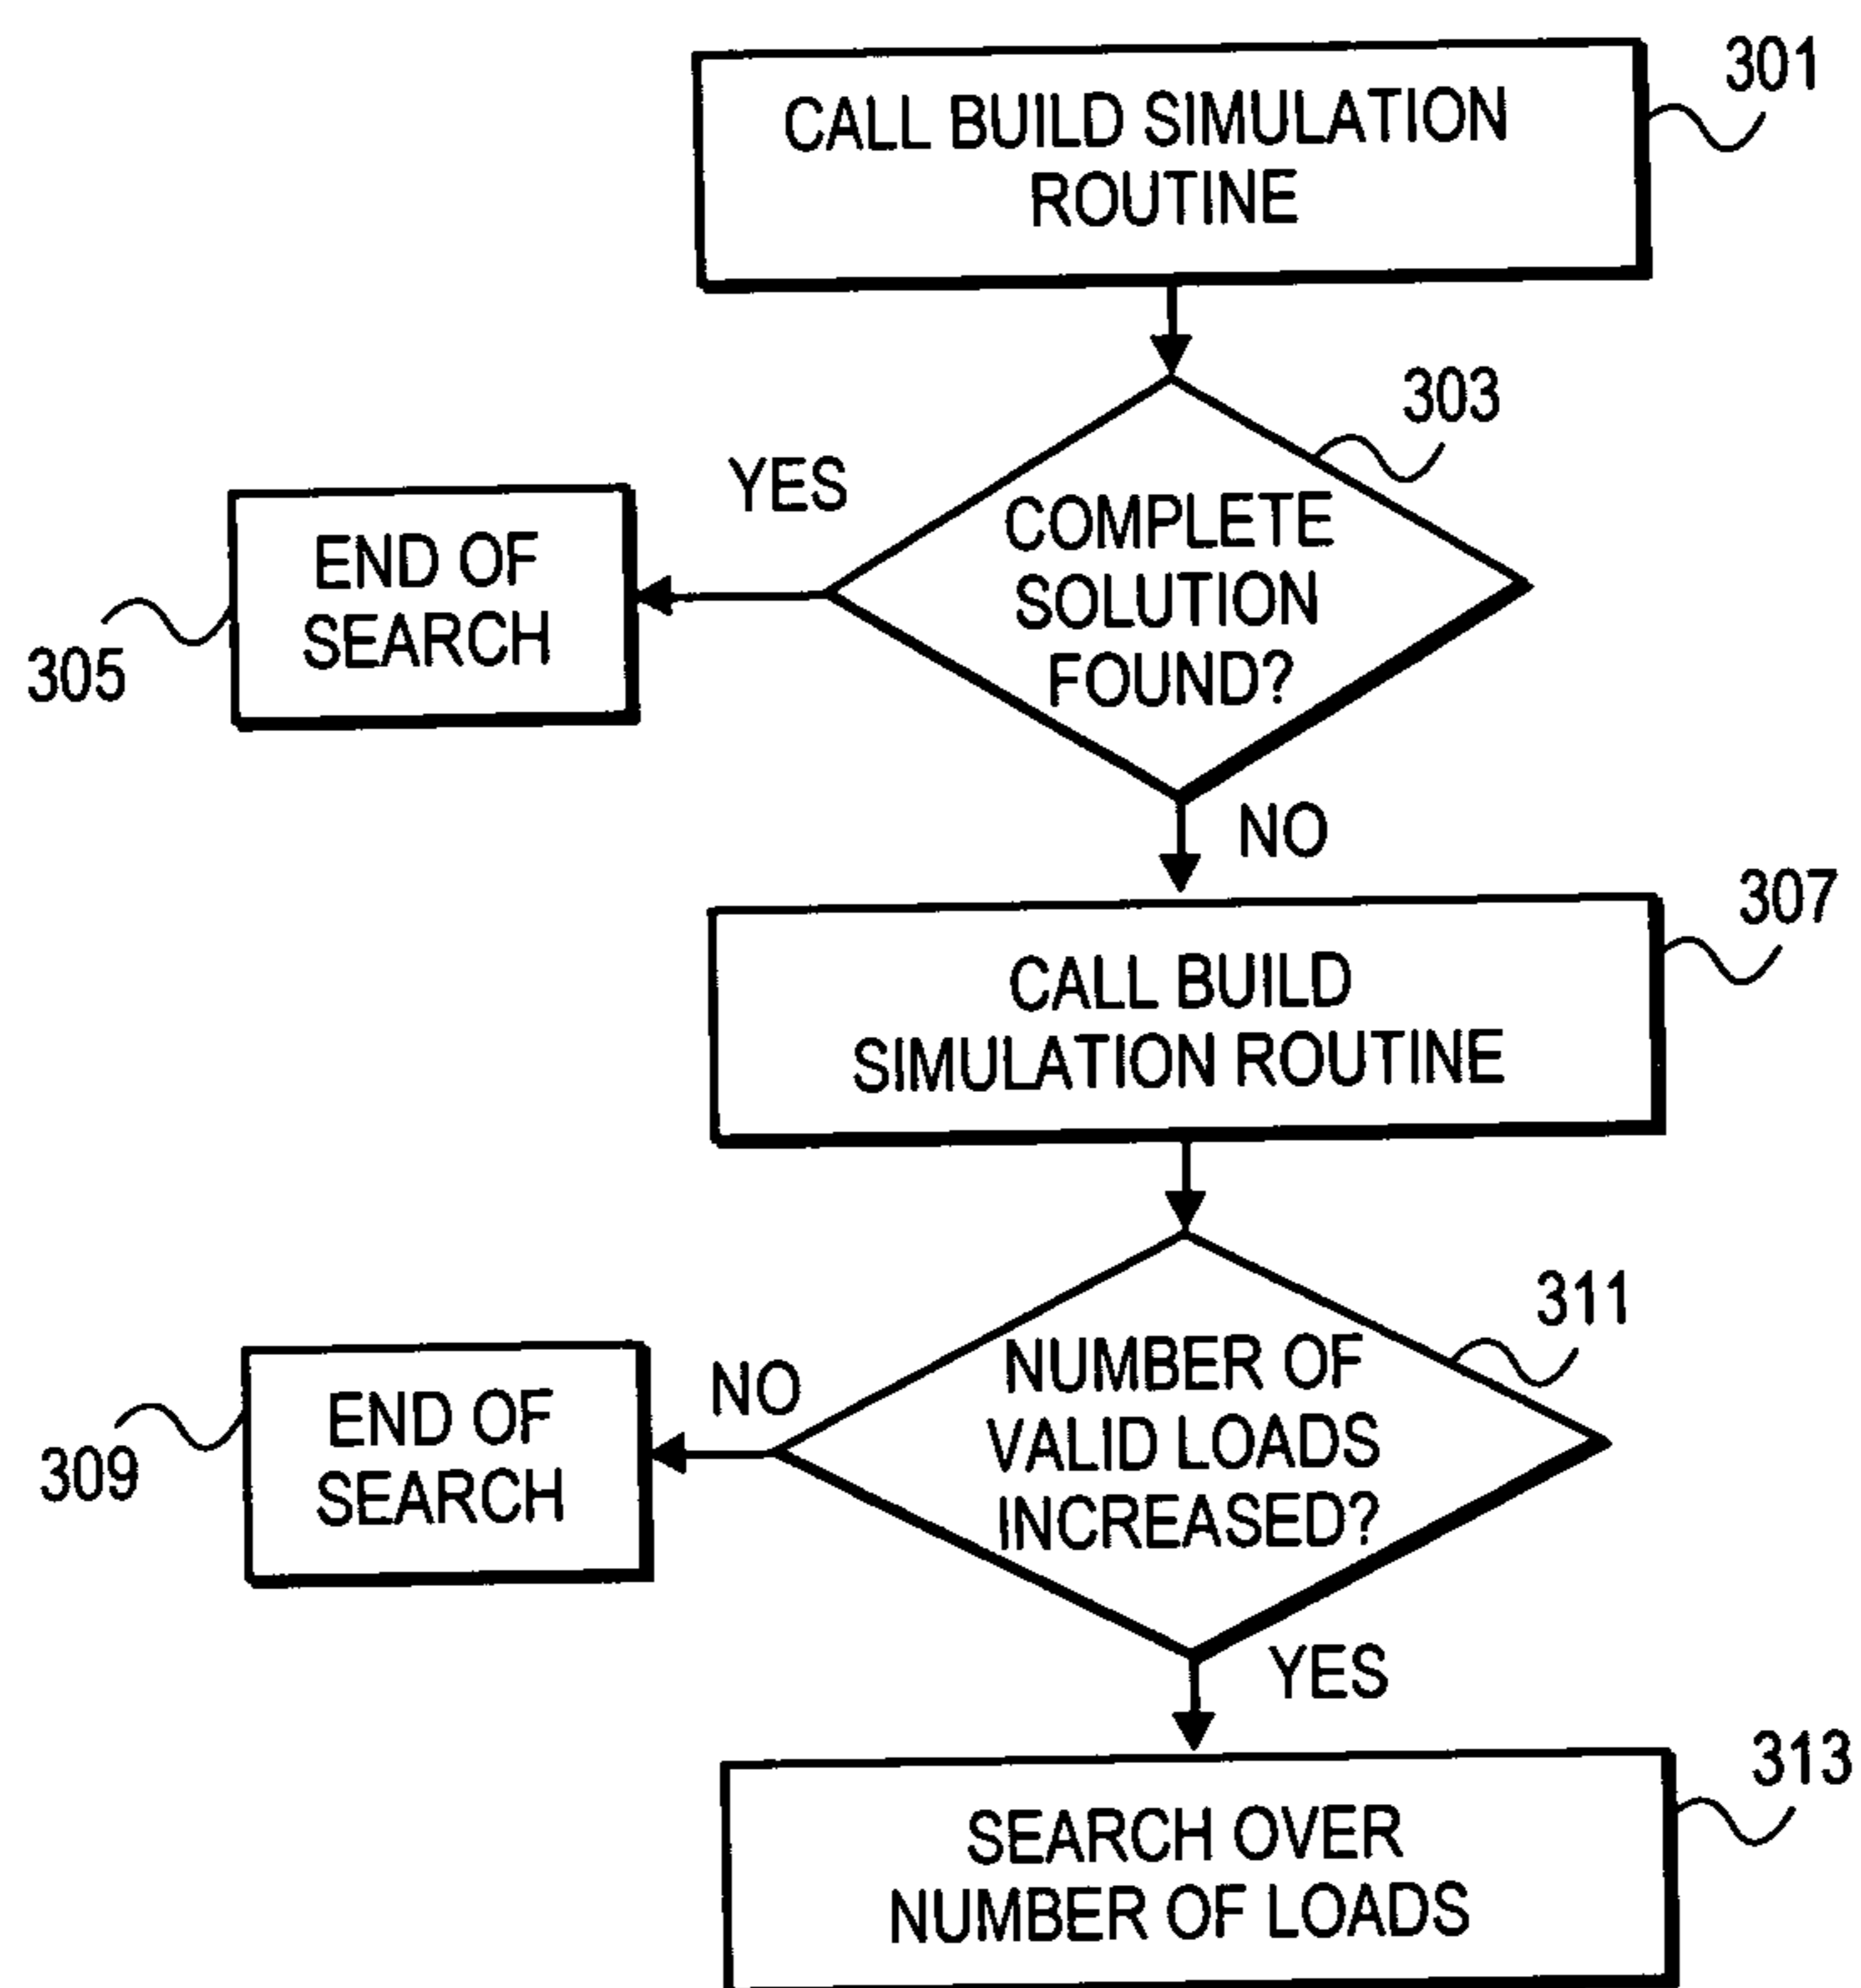 301
CALL BUILD SIMULATION
ROUTINE
303
YES
COMPLETE
SOLUTION
FOUND?
END OF
SEARCH
305
NO
307
CALL BUILD
SIMULATION ROUTINE
311
NUMBER OF
VALID LOADS
INCREASED?
NO
END OF
SEARCH
309
YES
313
SEARCH OVER
NUMBER OF LOADS